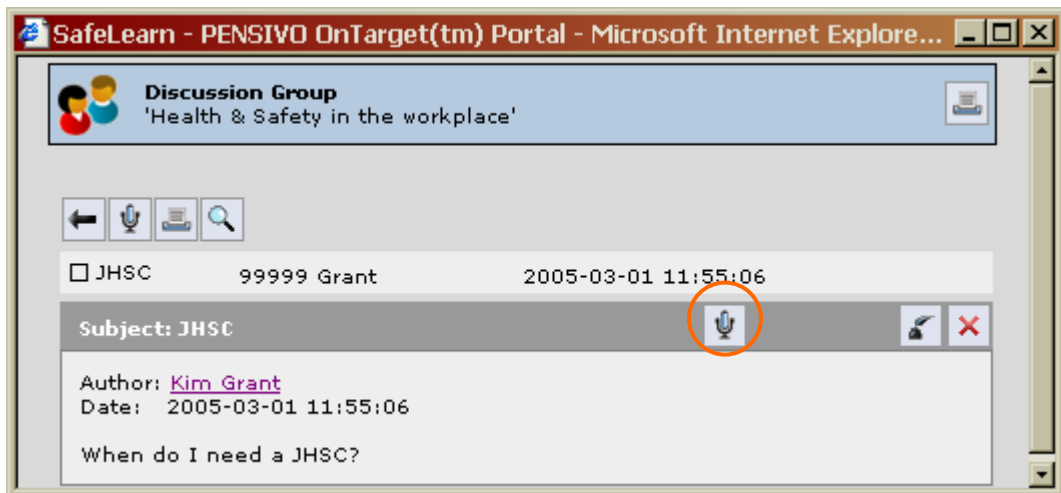 SafeLearn - PENSIVO OnTarget(tm) Portal - Microsoft Internet Explore...
Discussion Group
'Health & Safety in the workplace'
JHSC 99999 Grant 2005-03-01 11:55:06
Subject: JHSC
Author: Kim Grant
Date: 2005-03-01 11:55:06
When do I need a JHSC?